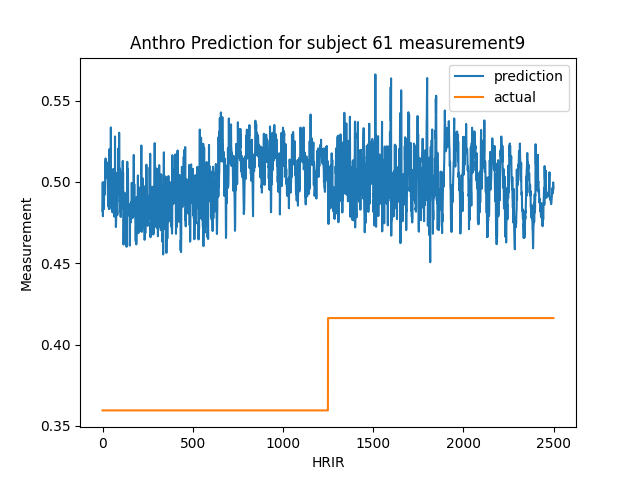 Anthro Prediction for subject 61 measurement9
prediction
actual
0.55
0.50
0.45
0.40
0.35
Measurement
0
500
1000
1500
2000
2500
HRIR